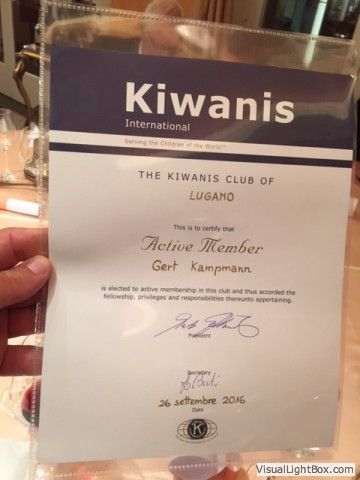 Kiwanis
International
Serving the Children of the World™
THE KIWANIS CLUB OF
LUGANO
This is to certify that
Active Member
Gert Kampmann
is elected to active membership in this club and thus accorded the
fellowship, privileges and responsibilities thereunto appertaining.
President
Secretary
26 settembre 2016
Date
K
VisualLightBox.com